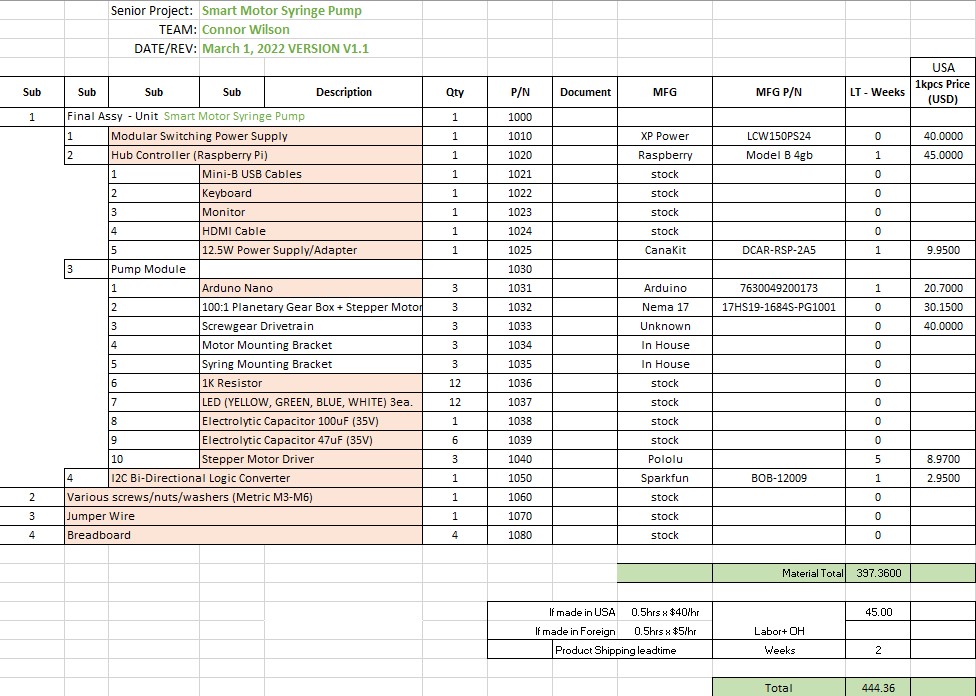 Senior Project: Smart Motor Syringe Pump
TEAM: Connor Wilson
DATE/REV: March 1, 2022 VERSION V1.1
USA
Sub Sub Sub Sub Description Qty P/N Document MFG MFG P/N LT - Weeks 1kpcs Price (USD)
1 Final Assy - Unit Smart Motor Syringe Pump 1 1000
1 Modular Switching Power Supply 1 1010 XP Power LCW150PS24 0 40.0000
2 Hub Controller (Raspberry Pi) 1 1020 Raspberry Model B 4gb 1 45.0000
1 Mini-B USB Cables 1 1021 stock 0
2 Keyboard 1 1022 stock 0
3 Monitor 1 1023 stock 0
4 HDMI Cable 1 1024 stock 0
5 12.5W Power Supply/Adapter 1 1025 CanaKit DCAR-RSP-2A5 1 9.9500
3 Pump Module 1030
1 Arduno Nano 3 1031 Arduino 7630049200173 1 20.7000
2 100:1 Planetary Gear Box + Stepper Motor 3 1032 Nema 17 17HS19-1684S-PG1001 0 30.1500
3 Screwgear Drivetrain 3 1033 Unknown 0 40.0000
4 Motor Mounting Bracket 3 1034 In House 0
5 Syring Mounting Bracket 3 1035 In House 0
6 1K Resistor 12 1036 stock 0
7 LED (YELLOW, GREEN, BLUE, WHITE) 3ea. 12 1037 stock 0
8 Electrolytic Capacitor 100uF (35V) 1 1038 stock 0
9 Electrolytic Capacitor 47uF (35V) 6 1039 stock 0
10 Stepper Motor Driver 3 1040 Pololu 5 8.9700
4 I2C Bi-Directional Logic Converter 1 1050 Sparkfun BOB-12009 1 2.9500
2 Various screws/nuts/washers (Metric M3-M6) 1 1060 stock 0
3 Jumper Wire 1 1070 stock 0
4 Breadboard 4 1080 stock 0
Material Total 397.3600
If made in USA 0.5hrs x $40/hr 45.00
If made in Foreign 0.5hrs x $5/hr Labor+ OH
Product Shipping leadtime Weeks 2
Total 444.36